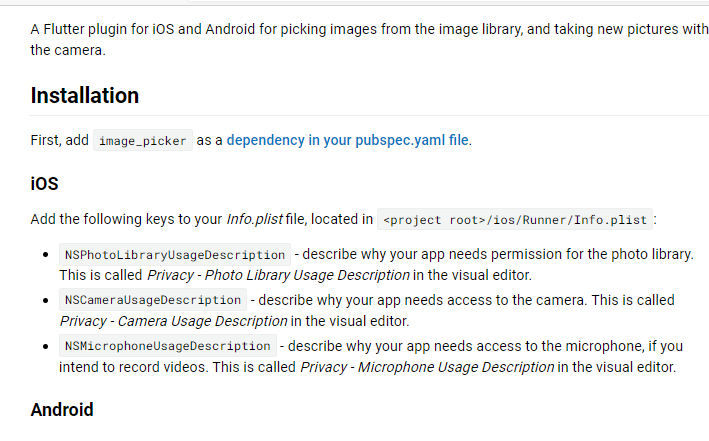 A Flutter plugin for iOS and Android for picking images from the image library, and taking new pictures with
the camera.
Installation
First, add image_picker as a dependency in your pubspec.yaml file.
iOS
Add the following keys to your Info.plist file, located in <project root>/ios/Runner/Info.plist:
• NSPhotoLibraryUsageDescription - describe why your app needs permission for the photo library.
This is called Privacy - Photo Library Usage Description in the visual editor.
• NSCameraUsageDescription - describe why your app needs access to the camera. This is called
Privacy - Camera Usage Description in the visual editor.
• NSMicrophoneUsageDescription - describe why your app needs access to the microphone, if you
intend to record videos. This is called Privacy - Microphone Usage Description in the visual editor.
Android